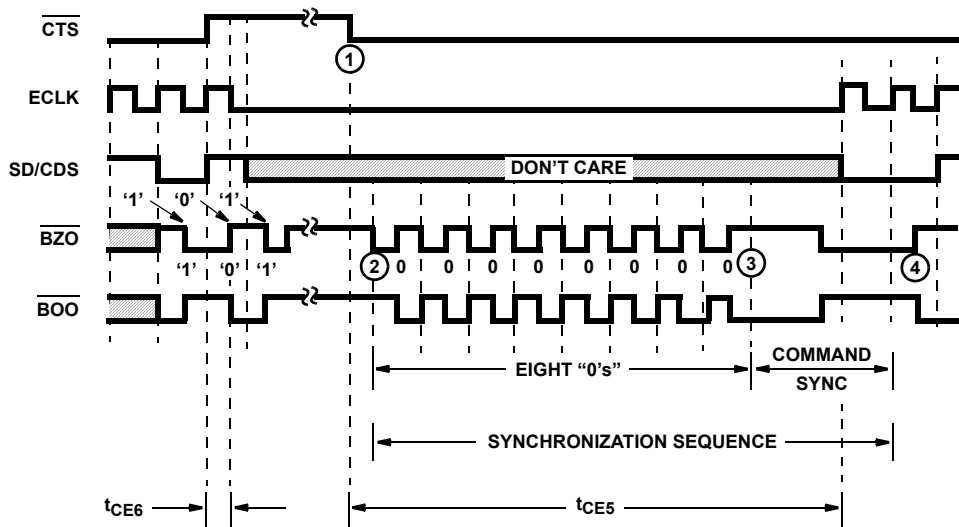 CTS
1
ECLK
SD/CDS
DON'T CARE
‘1’ ‘0’ ‘1’
BZO
‘1’ ‘0’ ‘1’ 2 0 0 0 0 0 0 0 0 3 4
BOO
EIGHT “0’s”
COMMAND
SYNC
SYNCHRONIZATION SEQUENCE
tCE6
tCE5